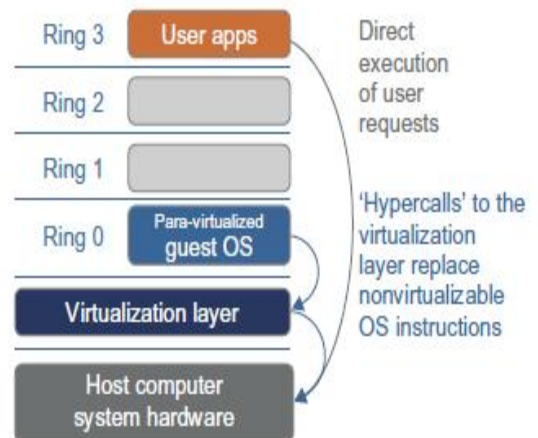 Ring 3
User apps
Ring 2
Ring 1
Ring 0
Para-virtualized
guest OS
Virtualization layer
Host computer
system hardware
Direct
execution
of user
requests
‘Hypercalls’ to the
virtualization
layer replace
nonvirtualizable
OS instructions